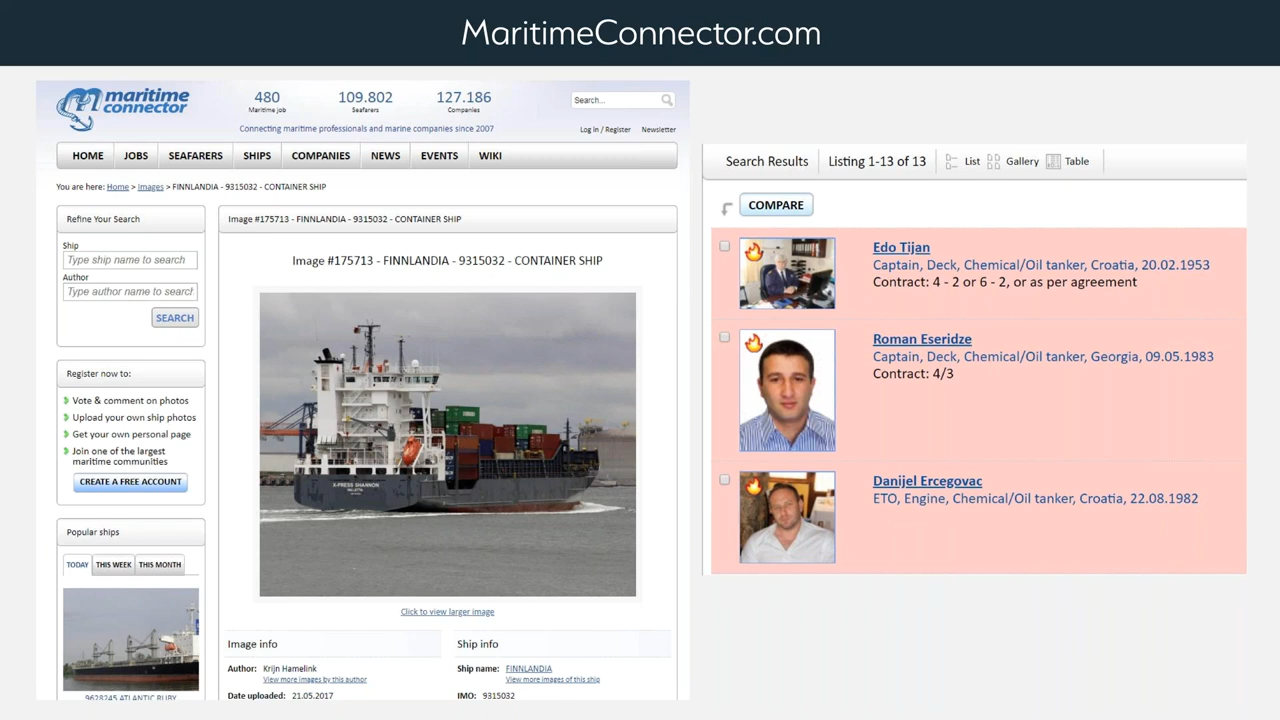 MaritimeConnector.com
maritime
connector
480
Maritime job
109.802
Seafarers
127.186
Companies
Connecting maritime professionals and marine companies since 2007
Search...
Log in / Register
Newsletter
HOME
JOBS
SEAFARERS
SHIPS
COMPANIES
NEWS
EVENTS
WIKI
You are here: Home > Images > FINNLANDIA - 9315032 - CONTAINER SHIP
Refine Your Search
Ship
Type ship name to search
Author
Type author name to search
SEARCH
Register now to:
Vote & comment on photos
Upload your own ship photos
Get your own personal page
Join one of the largest
maritime communities
CREATE A FREE ACCOUNT
Popular ships
TODAY
THIS WEEK
THIS MONTH
9628245 ATLANTIC RUBY
Image #175713 - FINNLANDIA - 9315032 - CONTAINER SHIP
Image #175713 - FINNLANDIA - 9315032 - CONTAINER SHIP
X-PRESS SHANNON
Click to view larger image
Image info
Author: Krijn Hamelink
View more images by this author
Date uploaded: 21.05.2017
Ship info
Ship name: FINNLANDIA
View more images of this ship
IMO: 9315032
Search Results
Listing 1-13 of 13
List
Gallery
Table
COMPARE
Edo Tijan
Captain, Deck, Chemical/Oil tanker, Croatia, 20.02.1953
Contract: 4 - 2 or 6 - 2, or as per agreement
Roman Eseridze
Captain, Deck, Chemical/Oil tanker, Georgia, 09.05.1983
Contract: 4/3
Danijel Ercegovac
ETO, Engine, Chemical/Oil tanker, Croatia, 22.08.1982